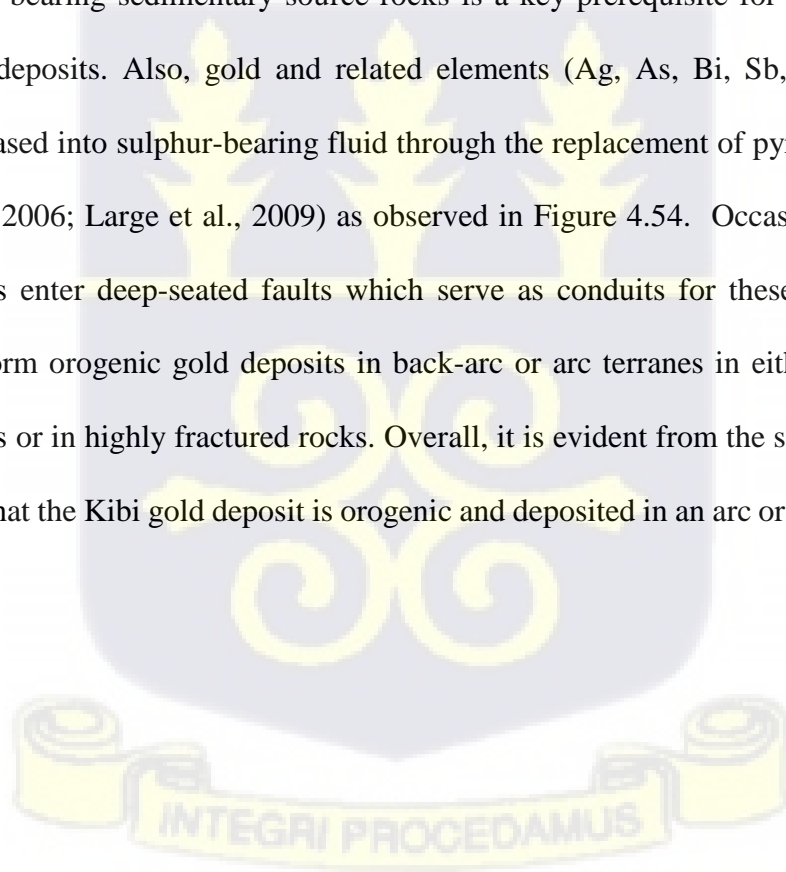 bearing sedimentary source rocks is a key prerequisite for
deposits. Also, gold and related elements (Ag, As, Bi, Sb,
ased into sulphur-bearing fluid through the replacement of
2006; Large et al., 2009) as observed in Figure 4.54. Occas
s enter deep-seated faults which serve as conduits for these
orm orogenic gold deposits in back-arc or arc terranes in eit
s or in highly fractured rocks. Overall, it is evident from the s
hat the Kibi gold deposit is orogenic and deposited in an arc or
INTEGRI PROCEDAMUS